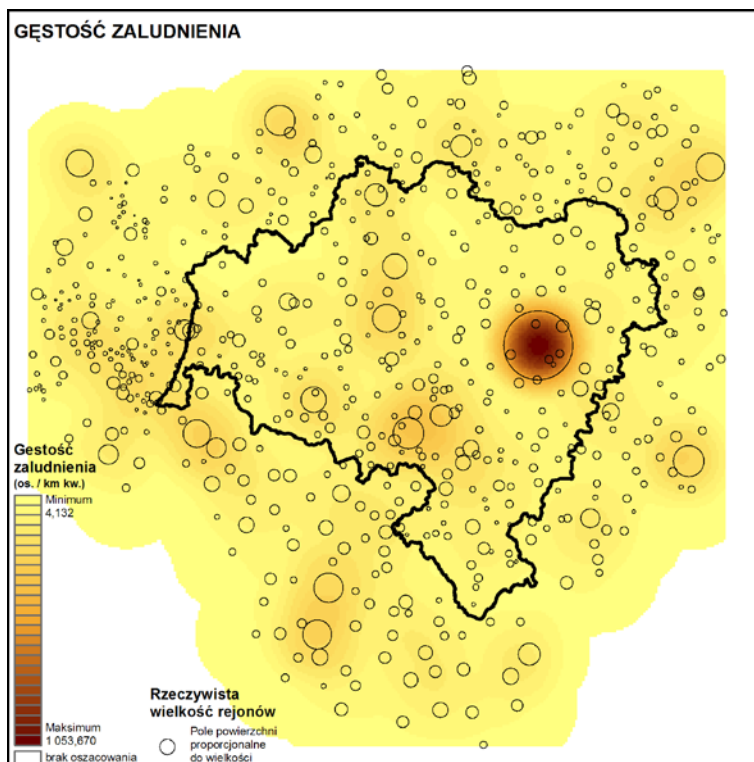 GĘSTOŚĆ ZALUDNIENIA
Gestość
zaludnienia
(os. / km kw.)
Minimum
4,132
Maksimum
1 053,670
brak oszacowania
Rzeczywista
wielkość rejonów
Pole powierzchni
proporcjonalne
do wielkości